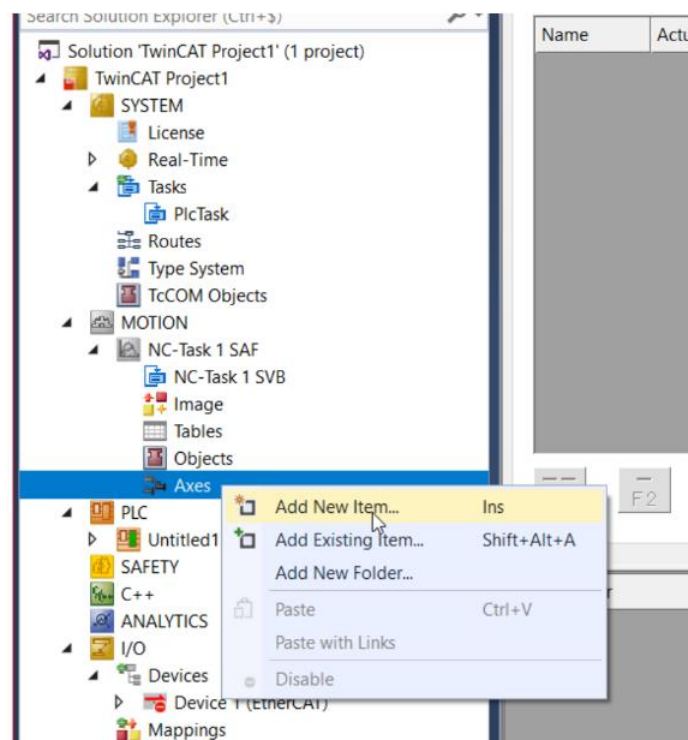 Search Solution Explorer (Ctrl+$)
Name Actu
Solution 'TwinCAT Project1' (1 project)
TwinCAT Project1
SYSTEM
License
Real-Time
Tasks
PlcTask
Routes
Type System
TcCOM Objects
MOTION
NC-Task 1 SAF
NC-Task 1 SVB
Image
Tables
Objects
Axes
PLC
Untitled1
SAFETY
C++
ANALYTICS
I/O
Devices
Device 1 (EtherCAT)
Mappings
Add New Item... Ins
Add Existing Item... Shift+Alt+A
Add New Folder...
Paste Ctrl+V
Paste with Links
Disable
--
F2